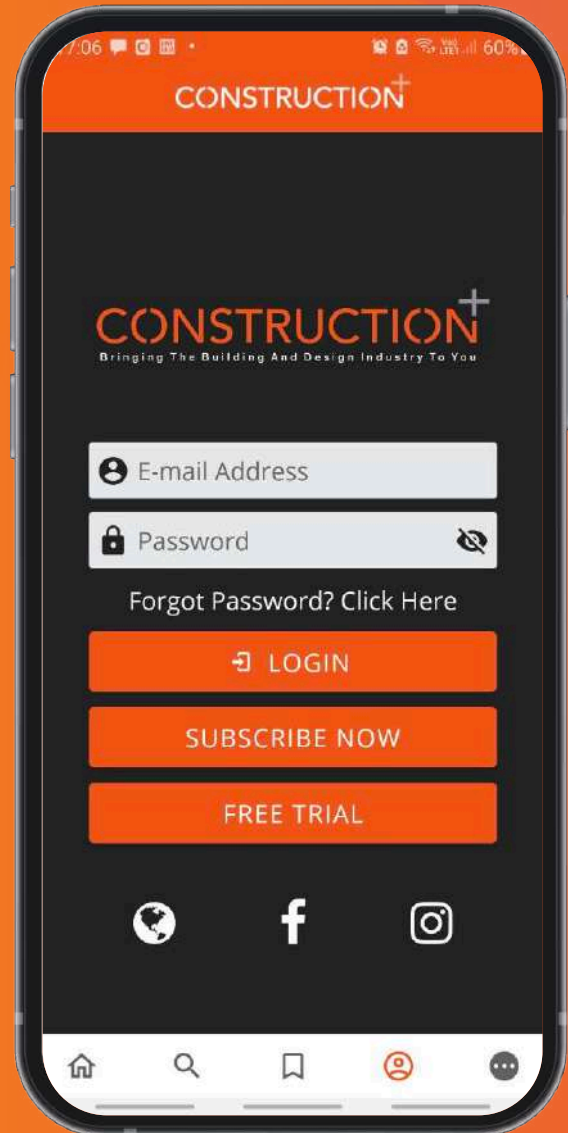 17:06 60%
CONSTRUCTION+
CONSTRUCTION+
Bringing The Building And Design Industry To You
E-mail Address
Password
Forgot Password? Click Here
LOGIN
SUBSCRIBE NOW
FREE TRIAL
f